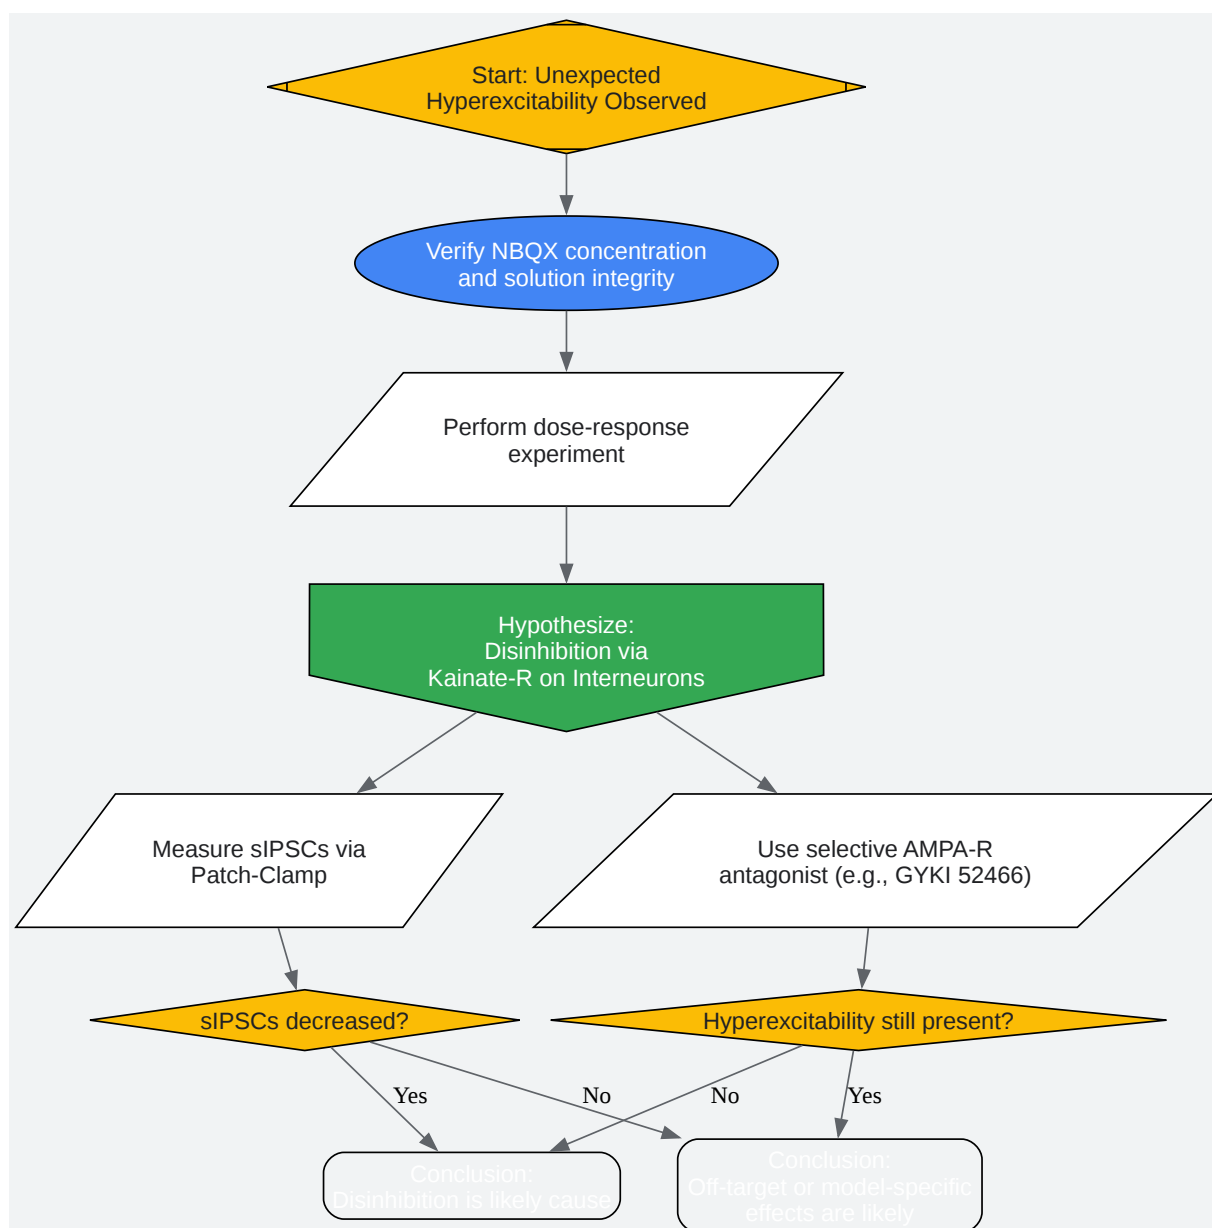 Start: Unexpected
Hyperexcitability Observed
Verify NBQX concentration
and solution integrity
Perform dose-response
experiment
Hypothesize:
Disinhibition via
Kainate-R on Interneurons
Measure sIPSCs via
Patch-Clamp
Use selective AMPA-R
antagonist (e.g., GYKI 52466)
sIPSCs decreased?
Hyperexcitability still present?
Yes
No
No
Yes
Conclusion:
Disinhibition is likely cause
Conclusion:
Off-target or model-specific
effects are likely